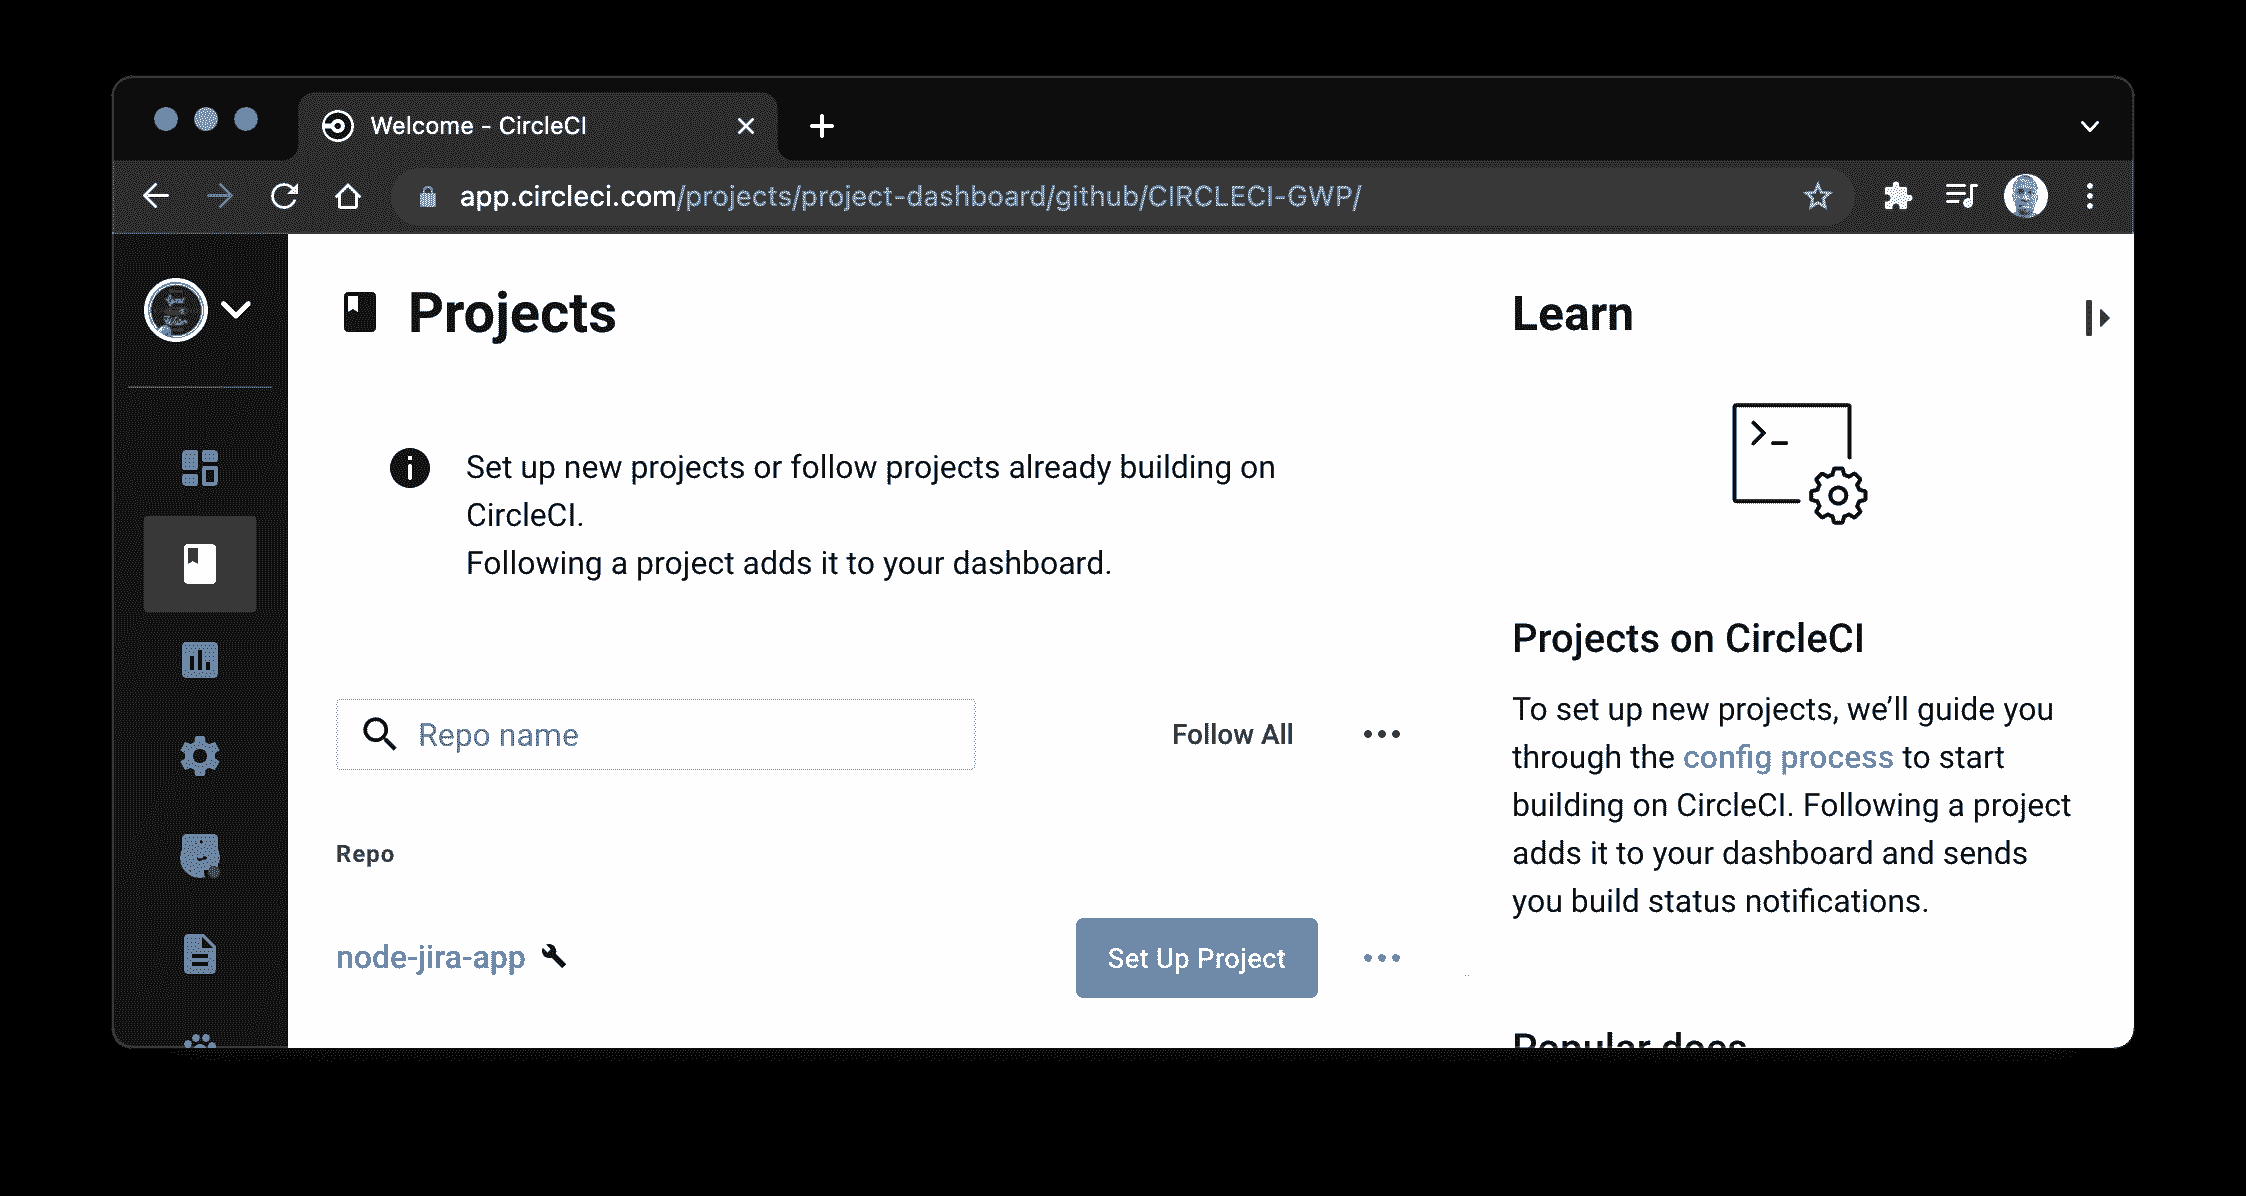 Welcome - CircleCI
app.circleci.com/projects/project-dashboard/github/CIRCLECI-GWP/
Projects
Set up new projects or follow projects already building on
CircleCI.
Following a project adds it to your dashboard.
Repo name
Follow All
Repo
node-jira-app
Set Up Project
Learn
>_
Projects on CircleCI
To set up new projects, we’ll guide you
through the config process to start
building on CircleCI. Following a project
adds it to your dashboard and sends
you build status notifications.
Popular docs